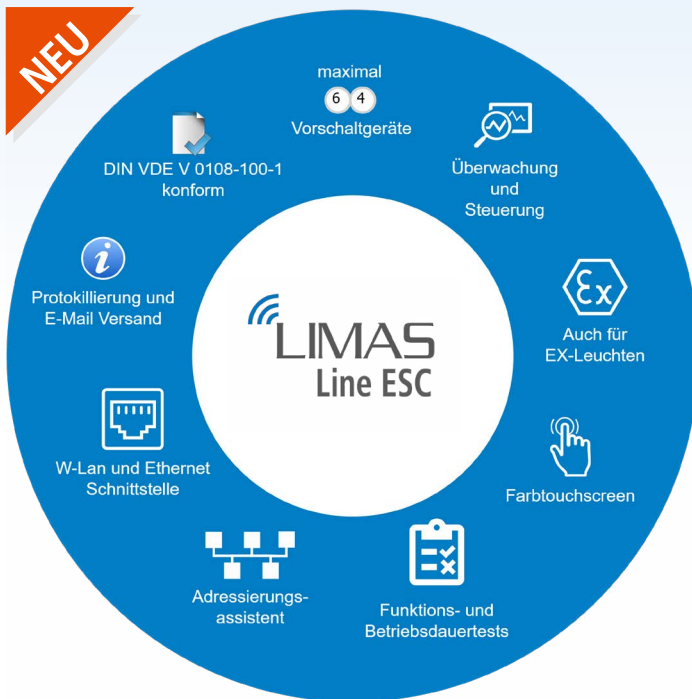 NEU
maximal
6 4
Vorschaltgeräte
Überwachung
und
Steuerung
Ex
Auch für
EX-Leuchten
Farbtouchscreen
Funktions- und
Betriebsdauertests
Adressierungs-
assistent
W-Lan und Ethernet
Schnittstelle
i
Protokillierung und
E-Mail Versand
DIN VDE V 0108-100-1
konform
LIMAS
Line ESC